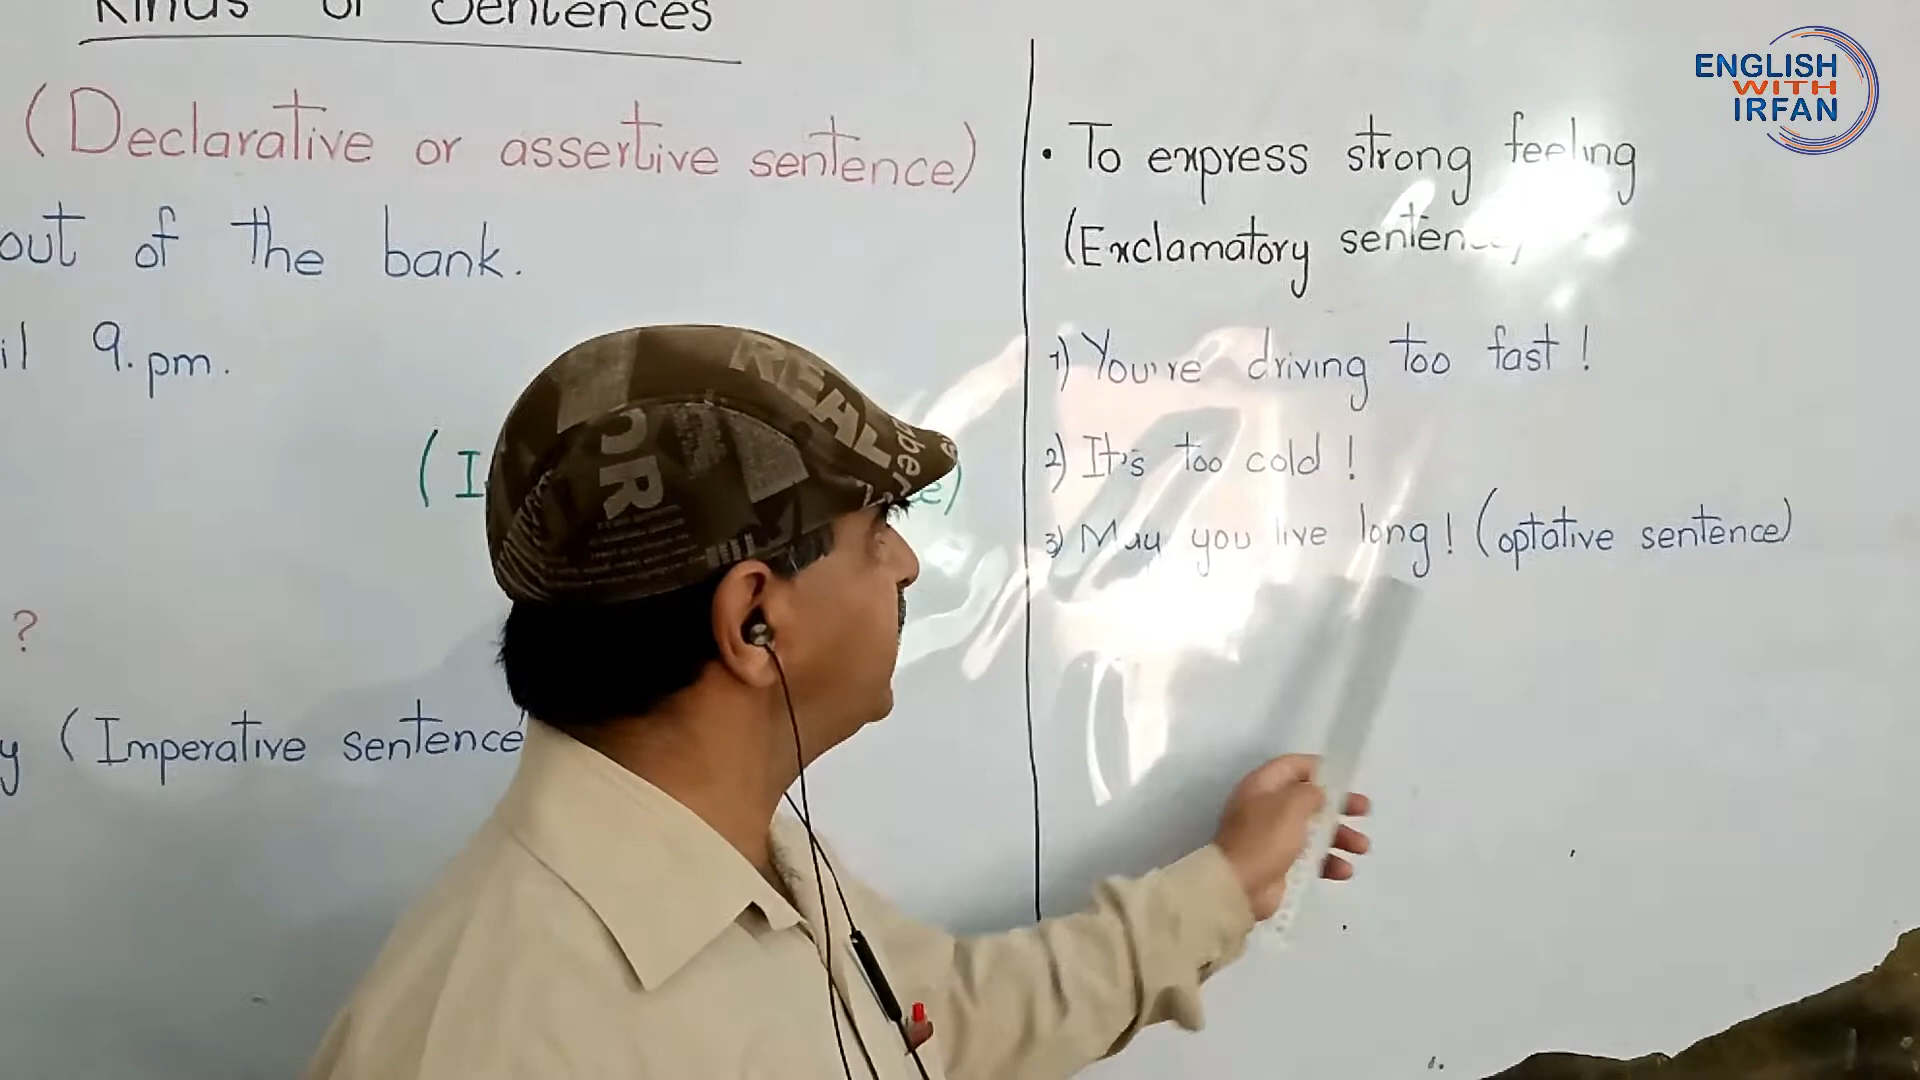 Kinds of Sentences
(Declarative or assertive sentence)
out of the bank.
9.pm.
?
(Imperative sentence
• To express strong feeling
(Exclamatory
1) You're driving too fast!
2) It's too cold!
3) May you live long! (optative sentence)
ENGLISH
WITH
IRFAN
REAL
OR